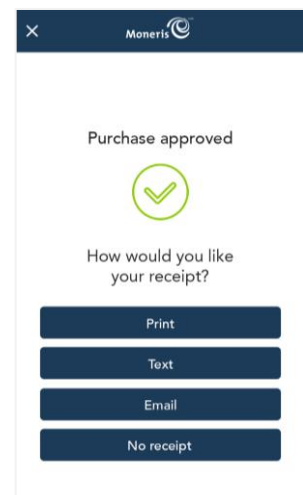 Moneris
Purchase approved
How would you like
your receipt?
Print
Text
Email
No receipt